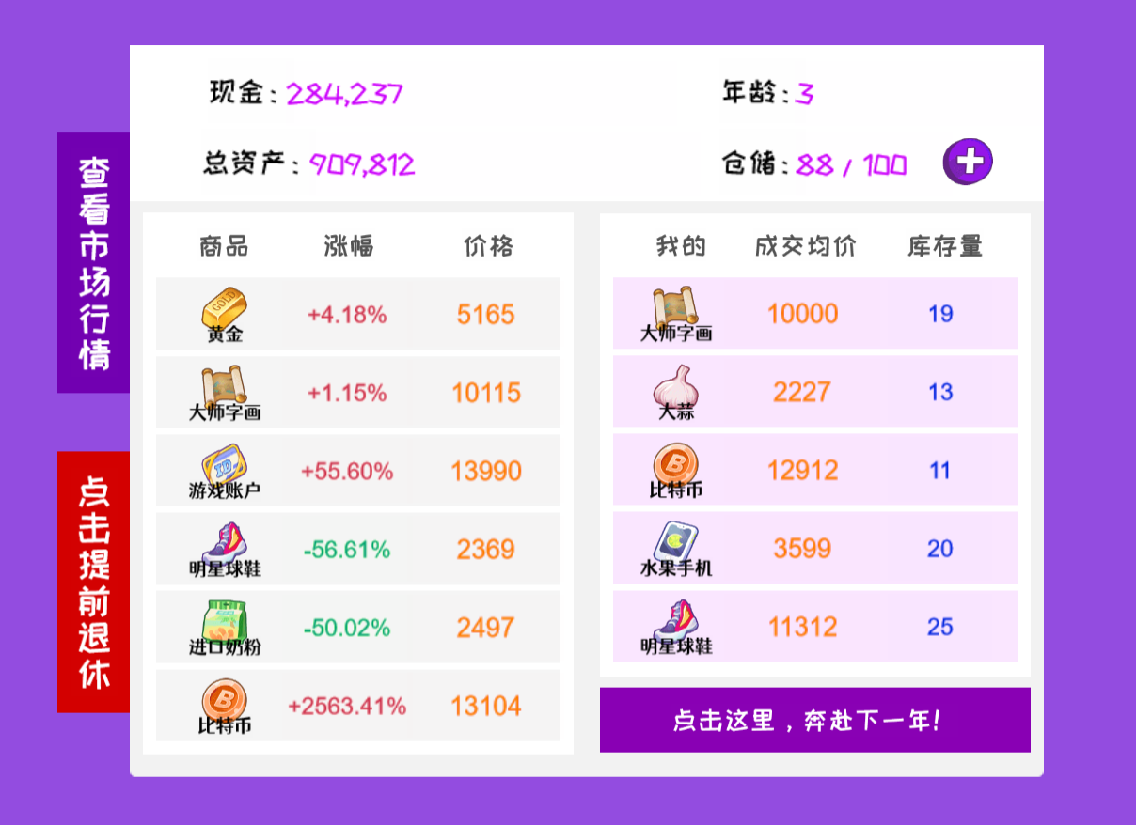 现金：284,237
年龄：3
总资产：909,812
仓储：88 / 100
查看市场行情
点击提前退休
商品 涨幅 价格
GOLD
黄金 +4.18% 5165
大师字画 +1.15% 10115
ID
游戏账户 +55.60% 13990
明星球鞋 -56.61% 2369
进口奶粉 -50.02% 2497
B
比特币 +2563.41% 13104
我的 成交均价 库存量
大师字画 10000 19
大蒜 2227 13
B
比特币 12912 11
水果手机 3599 20
明星球鞋 11312 25
点击这里，奔赴下一年!